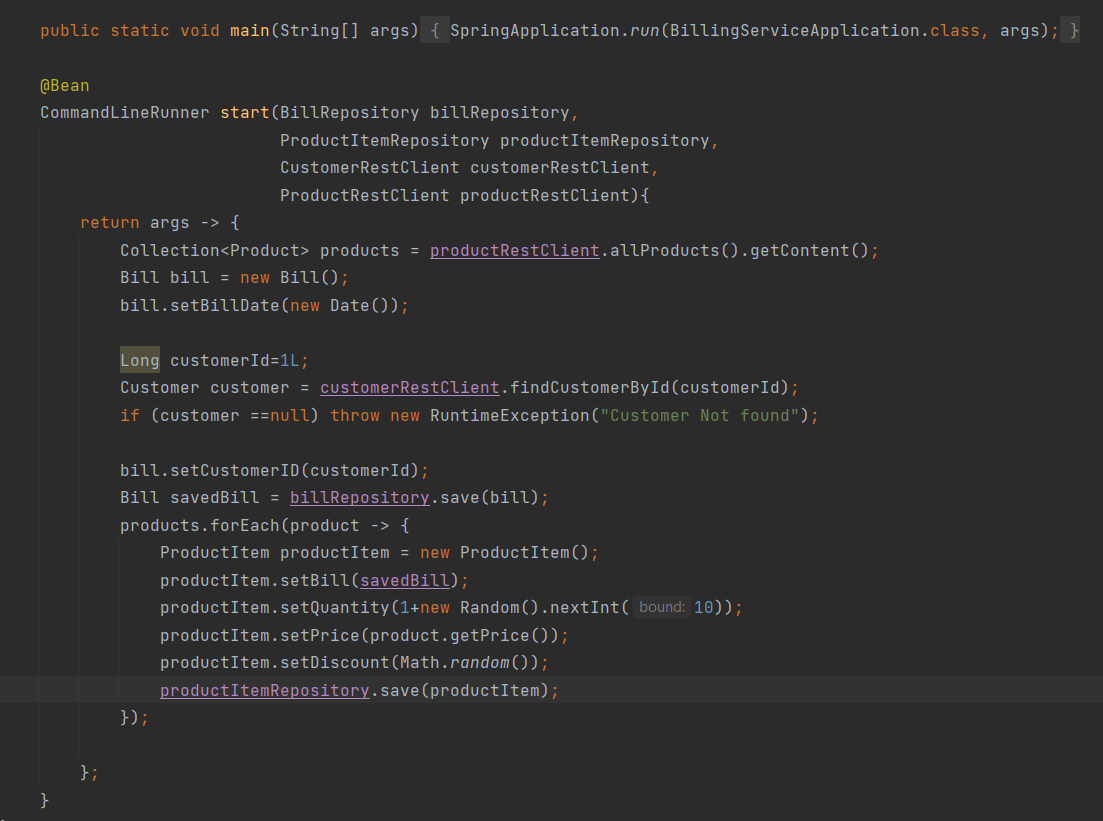 public static void main(String[] args) { SpringApplication.run(BillingServiceApplication.class, args); }
@Bean
CommandLineRunner start(BillRepository billRepository,
ProductItemRepository productItemRepository,
CustomerRestClient customerRestClient,
ProductRestClient productRestClient){
return args -> {
Collection<Product> products = productRestClient.allProducts().getContent();
Bill bill = new Bill();
bill.setBillDate(new Date());
Long customerId=1L;
Customer customer = customerRestClient.findCustomerById(customerId);
if (customer ==null) throw new RuntimeException("Customer Not found");
bill.setCustomerID(customerId);
Bill savedBill = billRepository.save(bill);
products.forEach(product -> {
ProductItem productItem = new ProductItem();
productItem.setBill(savedBill);
productItem.setQuantity(1+new Random().nextInt( bound: 10));
productItem.setPrice(product.getPrice());
productItem.setDiscount(Math.random());
productItemRepository.save(productItem);
});
};
}